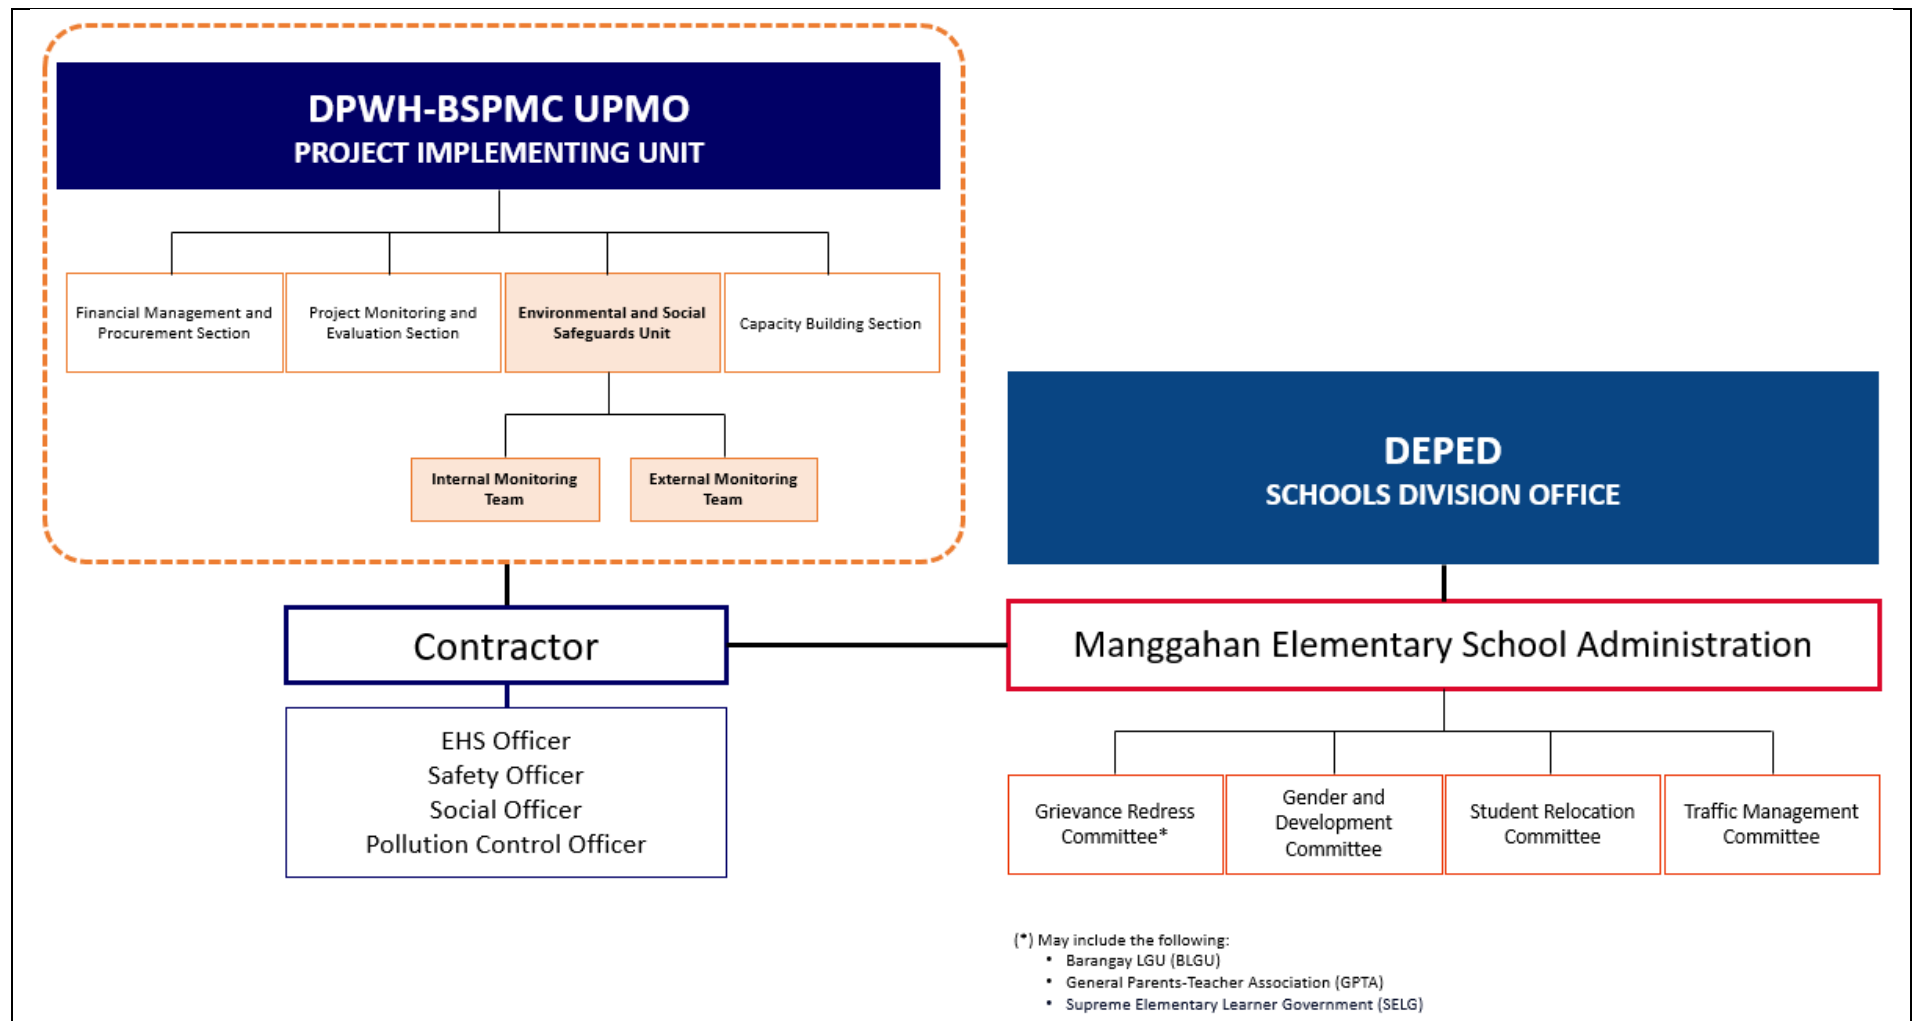 DPWH-BSPMC UPMO
PROJECT IMPLEMENTING UNIT
Financial Management and
Procurement Section
Project Monitoring and
Evaluation Section
Environmental and Social
Safeguards Unit
Capacity Building Section
Internal Monitoring
Team
External Monitoring
Team
DEPED
SCHOOLS DIVISION OFFICE
Contractor
Manggahan Elementary School Administration
EHS Officer
Safety Officer
Social Officer
Pollution Control Officer
Grievance Redress
Committee*
Gender and
Development
Committee
Student Relocation
Committee
Traffic Management
Committee
(*) May include the following:
• Barangay LGU (BLGU)
• General Parents-Teacher Association (GPTA)
• Supreme Elementary Learner Government (SELG)